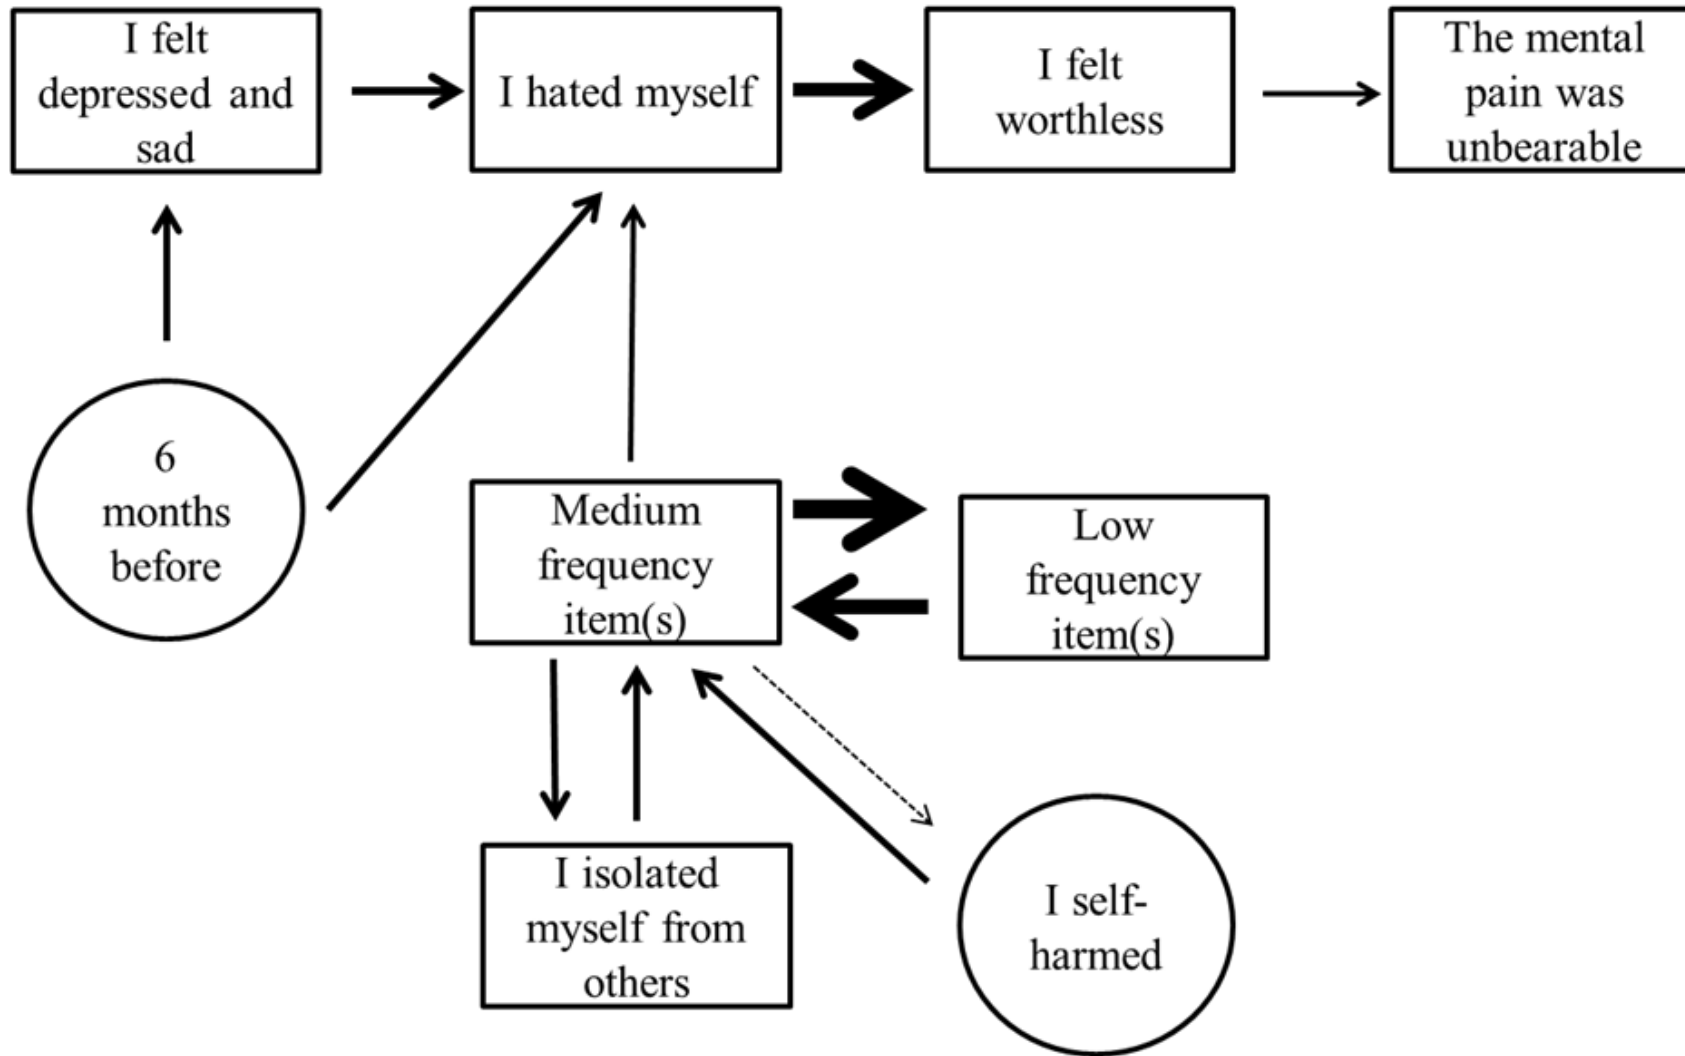 I felt
depressed and
sad
I hated myself
I felt
worthless
The mental
pain was
unbearable
6
months
before
Medium
frequency
item(s)
Low
frequency
item(s)
I isolated
myself from
others
I self-
harmed